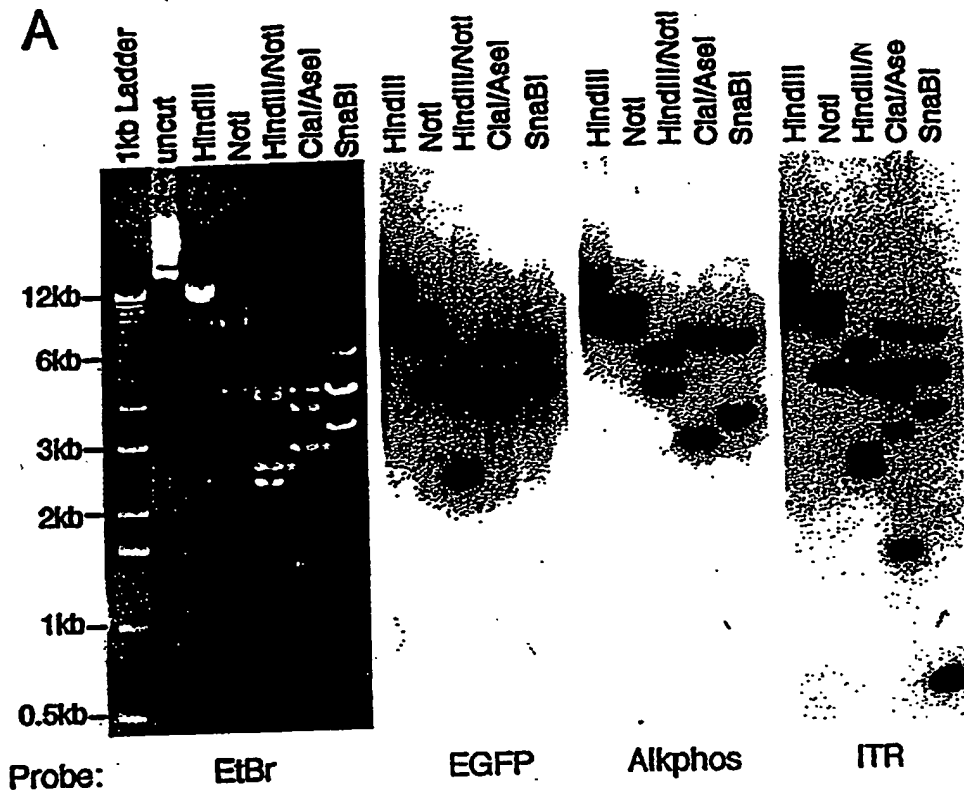 A
1kb Ladder
uncut
HindIII
NotI
HindIII/NotI
ClaI/AseI
SnaBI
HindIII
NotI
HindIII/NotI
ClaI/AseI
SnaBI
HindIII
NotI
HindIII/NotI
ClaI/AseI
SnaBI
HindIII
NotI
HindIII/N
ClaI/Ase
SnaBI
12kb
6kb
3kb
2kb
1kb
0.5kb
Probe: EtBr EGFP Alkphos ITR